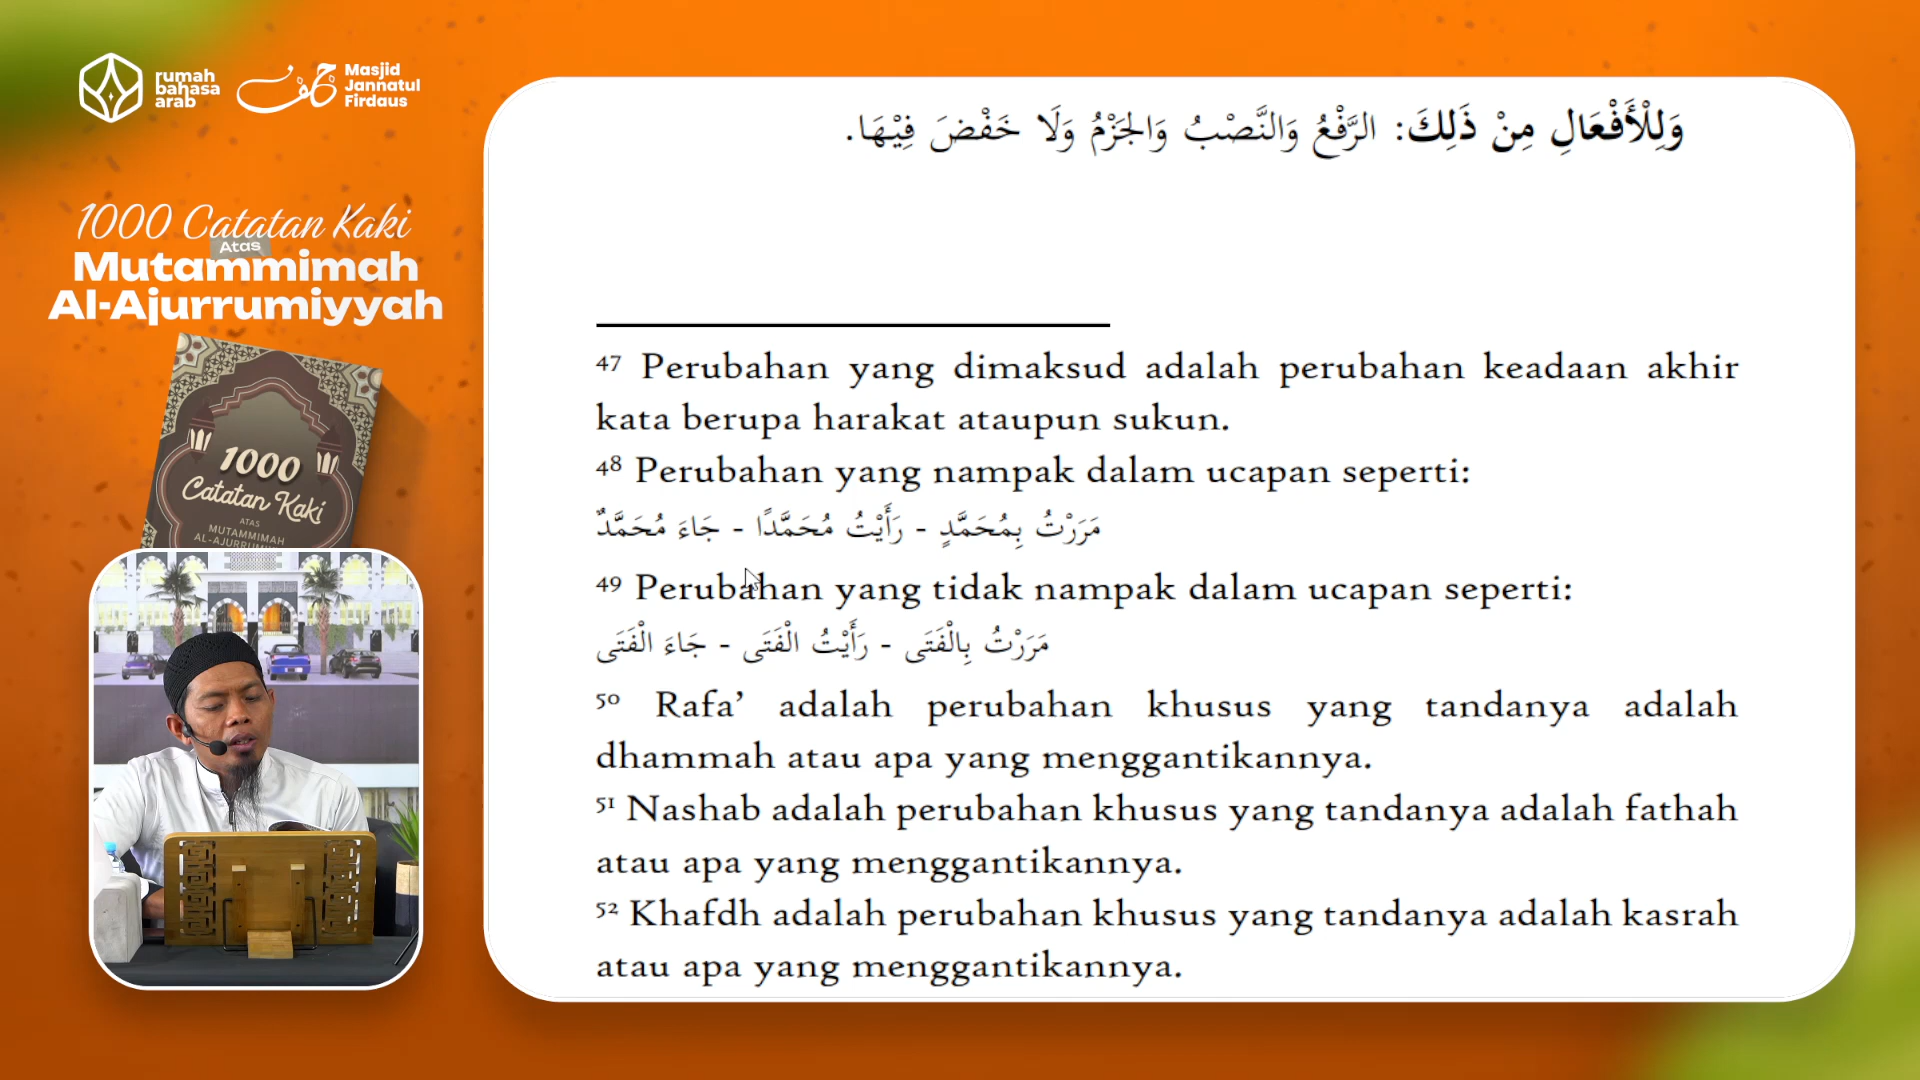 rumah
bahasa
arab
Masjid
Jannatul
Firdaus
1000 Catatan Kaki
Atas
Mutammimah
Al-Ajurrumiyyah
1000
Catatan Kaki
ATAS
MUTAMMIMAH
وَلِلْأَفْعَالِ مِنْ ذَلِكَ: الرَّفْعُ وَالنَّصْبُ وَالجَزْمُ وَلَا خَفْضَ فِيْهَا.
47 Perubahan yang dimaksud adalah perubahan keadaan akhir
kata berupa harakat ataupun sukun.
48 Perubahan yang nampak dalam ucapan seperti:
مَرَرْتُ بِمُحَمَّدٍ - رَأَيْتُ مُحَمَّدًا - جَاءَ مُحَمَّدٌ
49 Perubahan yang tidak nampak dalam ucapan seperti:
مَرَرْتُ بِالْفَتَى - رَأَيْتُ الْفَتَى - جَاءَ الْفَتَى
50 Rafa’ adalah perubahan khusus yang tandanya adalah
dhammah atau apa yang menggantikannya.
51 Nashab adalah perubahan khusus yang tandanya adalah fathah
atau apa yang menggantikannya.
52 Khafdh adalah perubahan khusus yang tandanya adalah kasrah
atau apa yang menggantikannya.